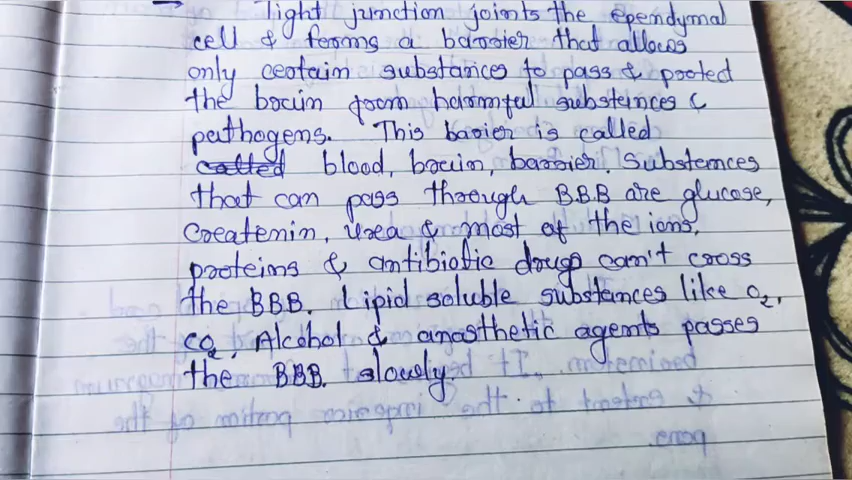 Tight junction joints the ependymal
cell & forms a barrier that allows
only certain substances to pass & protect
the brain from harmful substances &
pathogens. This barier is called
called blood, brain, barrier. Substances
that can pass through B.B.B are glucose,
Createnin, urea & most of the ions,
proteins & antibiotic drugs can't cross
the BBB. Lipid soluble substances like O2,
CO2, Alcohol & anasthetic agents passes
the BBB. slowely.